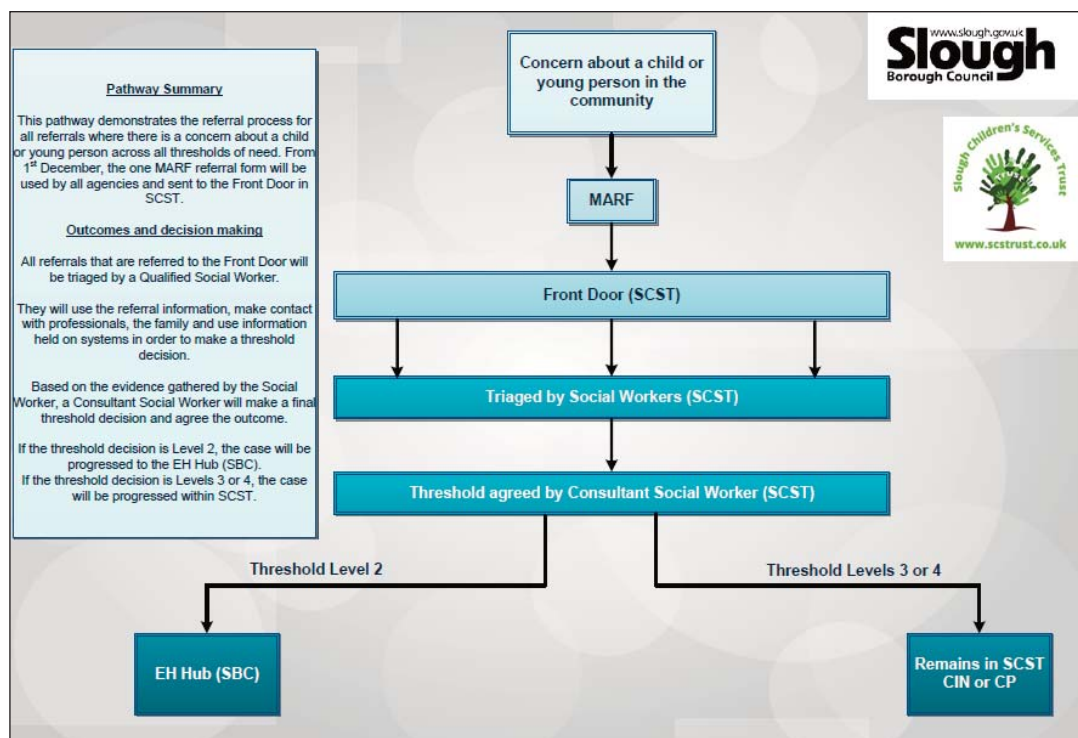 Pathway Summary
This pathway demonstrates the referral process for
all referrals where there is a concern about a child
or young person across all thresholds of need. From
1st December, the one MARF referral form will be
used by all agencies and sent to the Front Door in
SCST.
Outcomes and decision making
All referrals that are referred to the Front Door will
be triaged by a Qualified Social Worker.
They will use the referral information, make contact
with professionals, the family and use information
held on systems in order to make a threshold
decision.
Based on the evidence gathered by the Social
Worker, a Consultant Social Worker will make a final
threshold decision and agree the outcome.
If the threshold decision is Level 2, the case will be
progressed to the EH Hub (SBC).
If the threshold decision is Levels 3 or 4, the case
will be progressed within SCST.
Concern about a child or
young person in the
community
MARF
Front Door (SCST)
Triaged by Social Workers (SCST)
Threshold agreed by Consultant Social Worker (SCST)
Threshold Level 2
Threshold Levels 3 or 4
EH Hub (SBC)
Remains in SCST
CIN or CP
www.slough.gov.uk
Slough
Borough Council
Slough Children's Services Trust
Trust
www.scstrust.co.uk